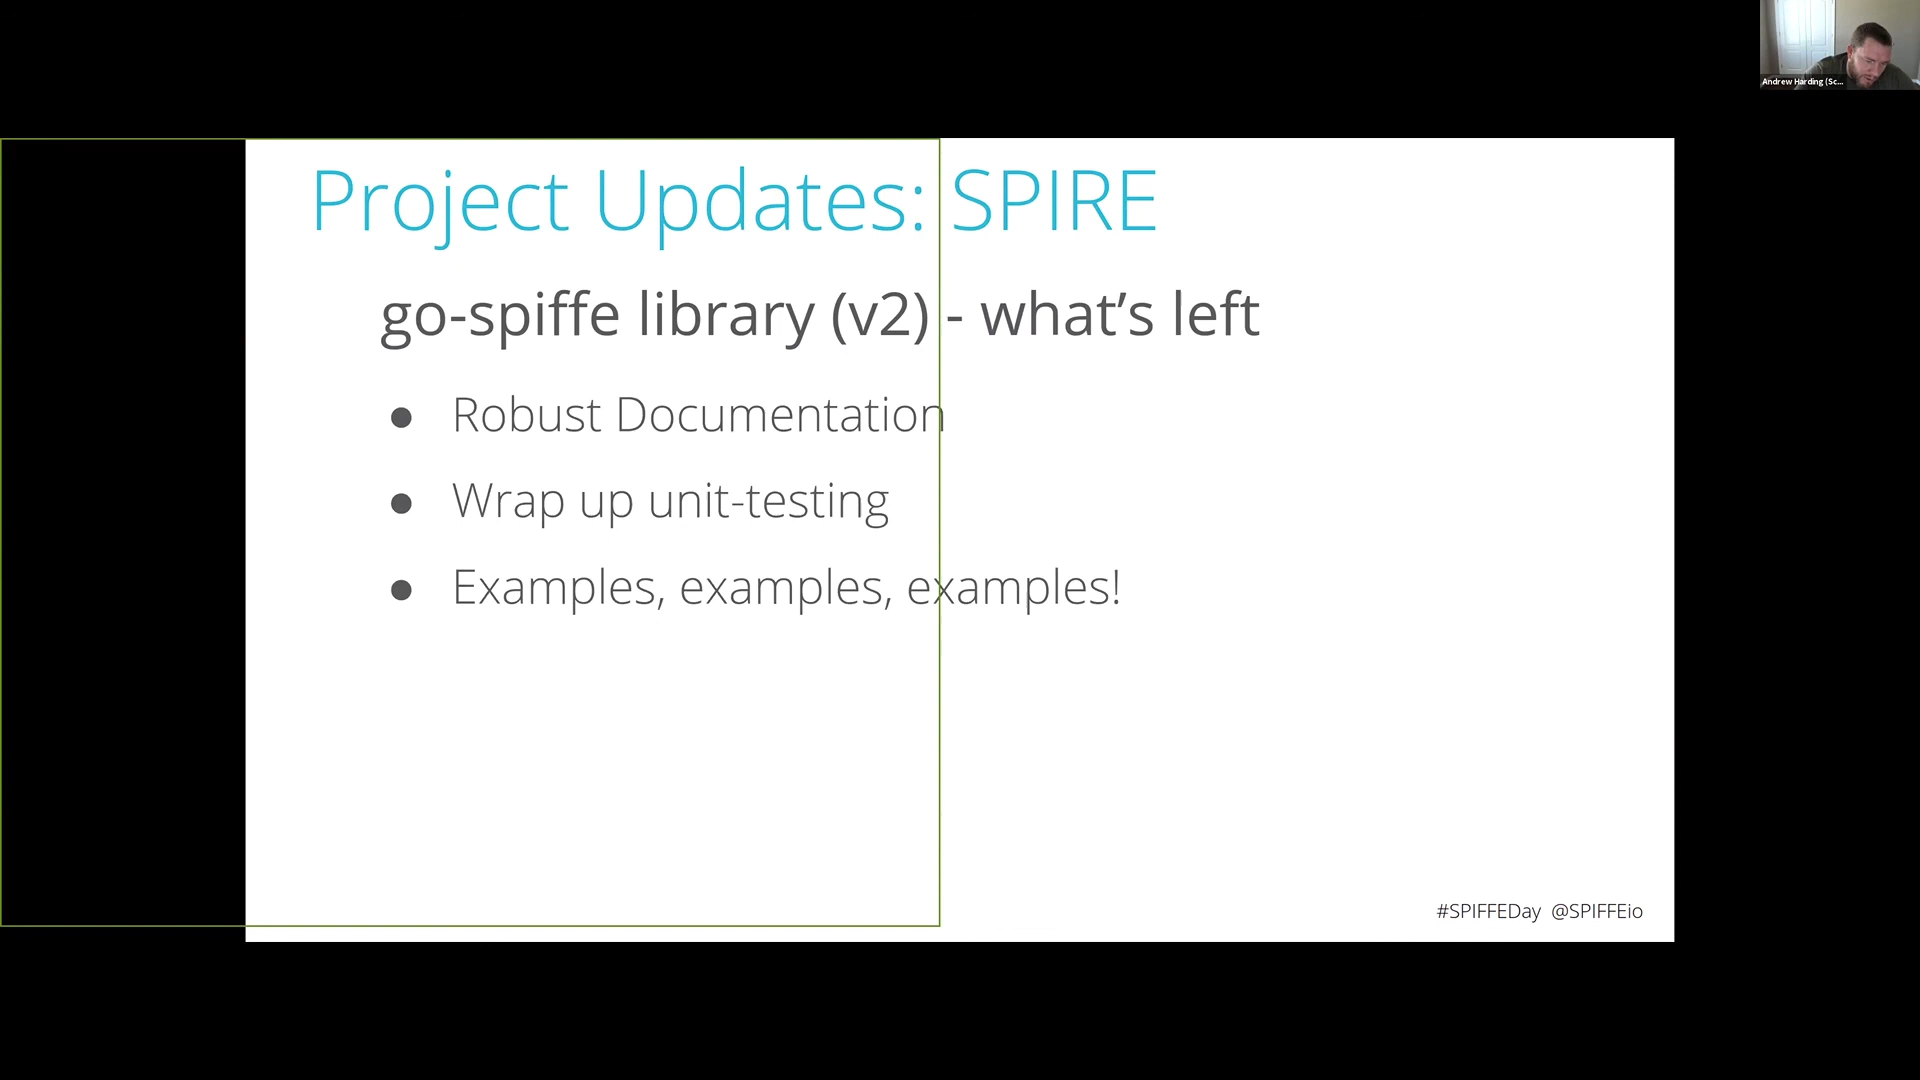 Andrew Harding (Sc...
Project Updates: SPIRE
go-spiffe library (v2) - what’s left
● Robust Documentation
● Wrap up unit-testing
● Examples, examples, examples!
#SPIFFEDay @SPIFFEio